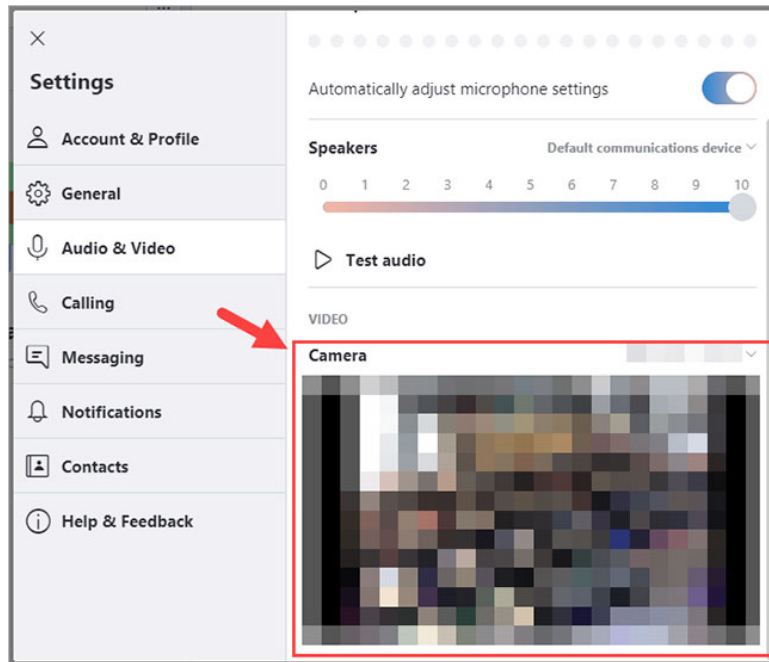 Settings
Account & Profile
General
Audio & Video
Calling
Messaging
Notifications
Contacts
Help & Feedback
Automatically adjust microphone settings
Speakers Default communications device
0 1 2 3 4 5 6 7 8 9 10
Test audio
VIDEO
Camera